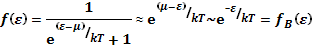 f(ε) = 1 / (e^((ε−μ)/kT) + 1) ≈ e^((μ−ε)/kT) ~ e^(−ε/kT) = f_B(ε)